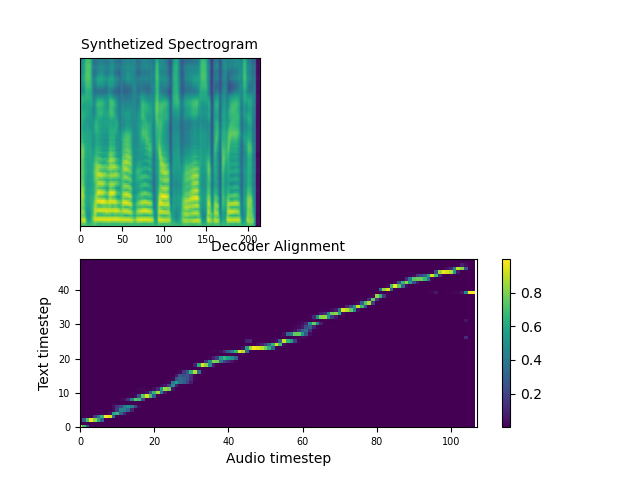 Synthetized Spectrogram
0 50 100 150 200
Decoder Alignment
Text timestep
40
30
20
10
0
0 20 40 60 80 100
Audio timestep
0.8
0.6
0.4
0.2